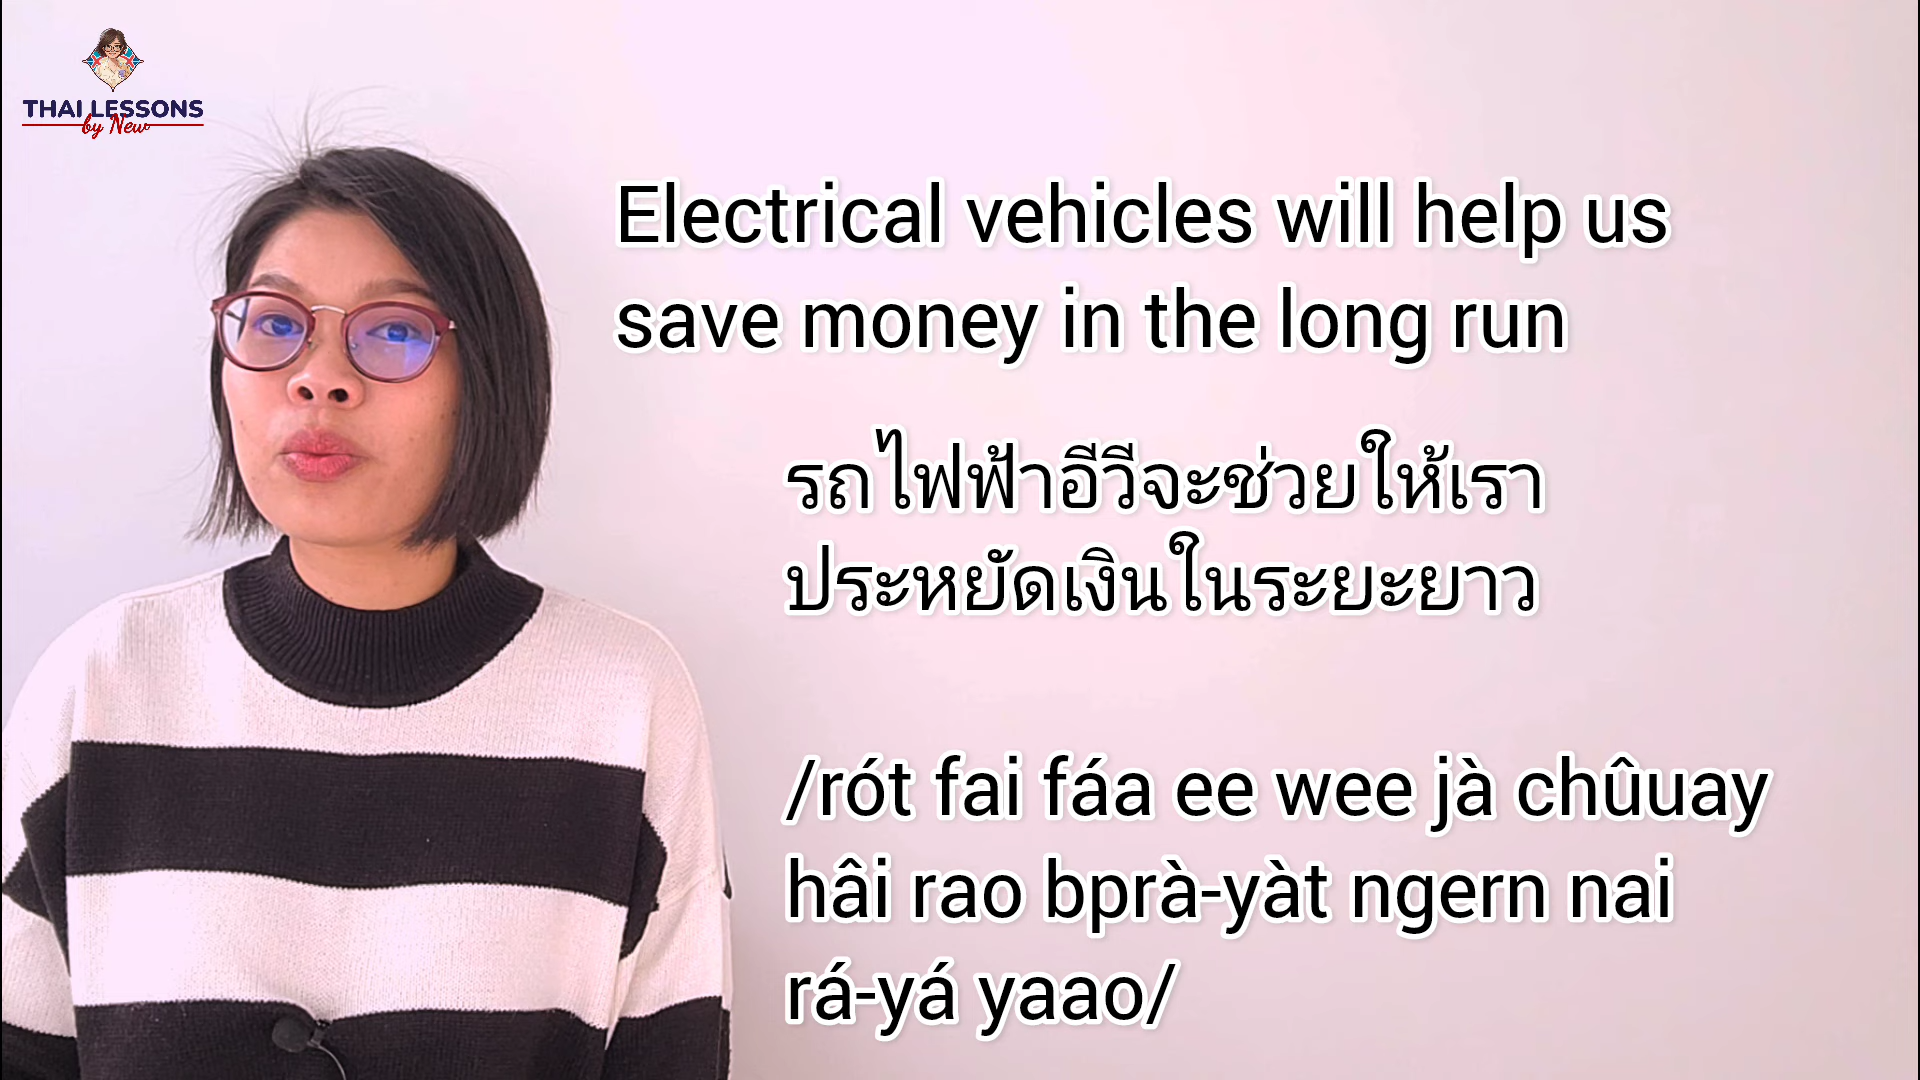 THAI LESSONS
by New
Electrical vehicles will help us
save money in the long run
รถไฟฟ้าอีวีจะช่วยให้เรา
ประหยัดเงินในระยะยาว
/rót fai fáa ee wee jà chûuay
hâi rao bprà-yàt ngern nai
rá-yá yaao/